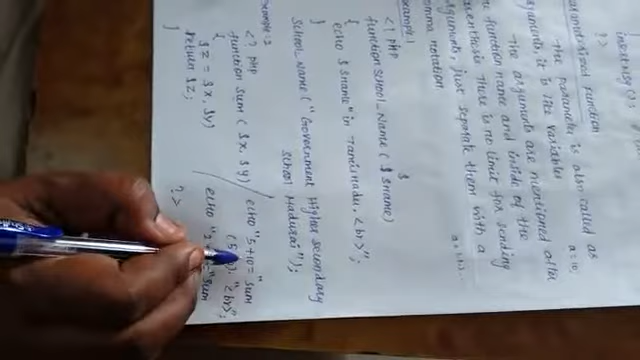 function
The parameter is also called as
arguments, it is like variables
a = 10;
The arguments are mentioned after
the function name and inside of the
parenthesis. There is no limit for sending
arguments, just separate them with a
comma notation
Example 1
<? php
function School_Name ( $ sname)
{
echo $ sname" in Tamilnadu. <br>";
}
School_Name ( "Government Higher secondary
School Madurai");
Example: 2
<? php
function sum ( $x, $y)
{
$z = $x, $y)
return $z;
}
echo "5+10=" sum
"<br>";
echo
sum
? >